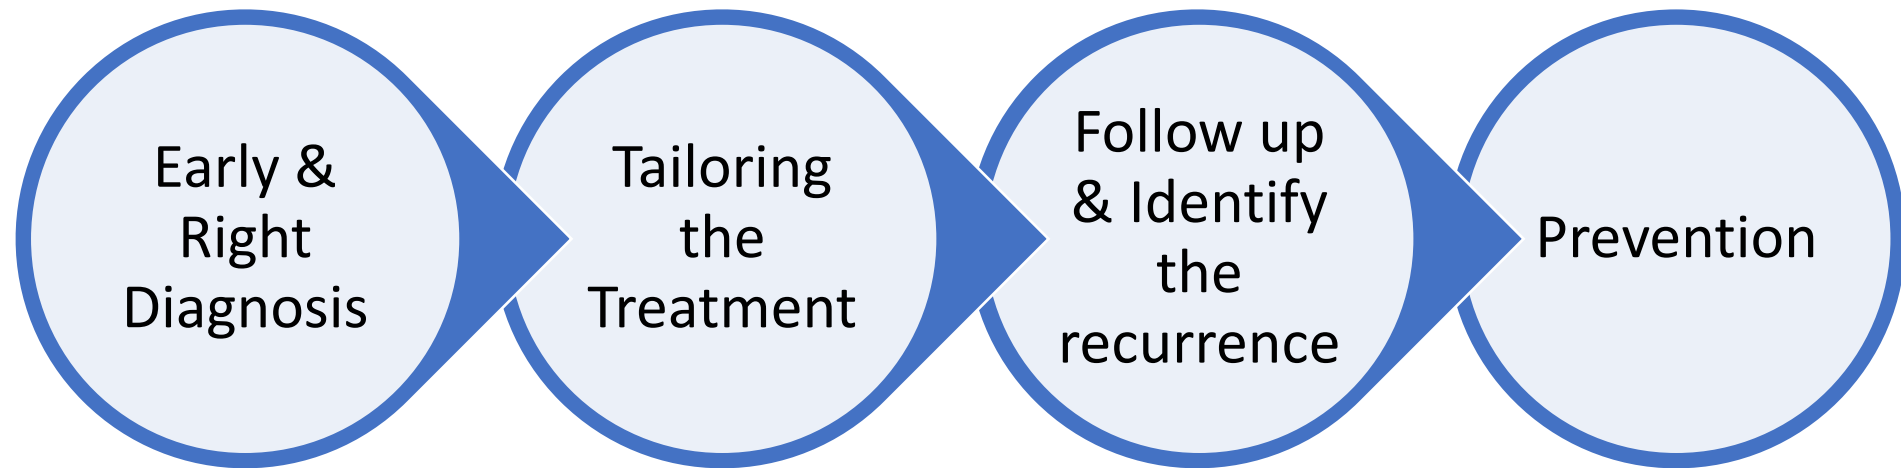 Early &
Right
Diagnosis
Tailoring
the
Treatment
Follow up
& Identify
the
recurrence
Prevention